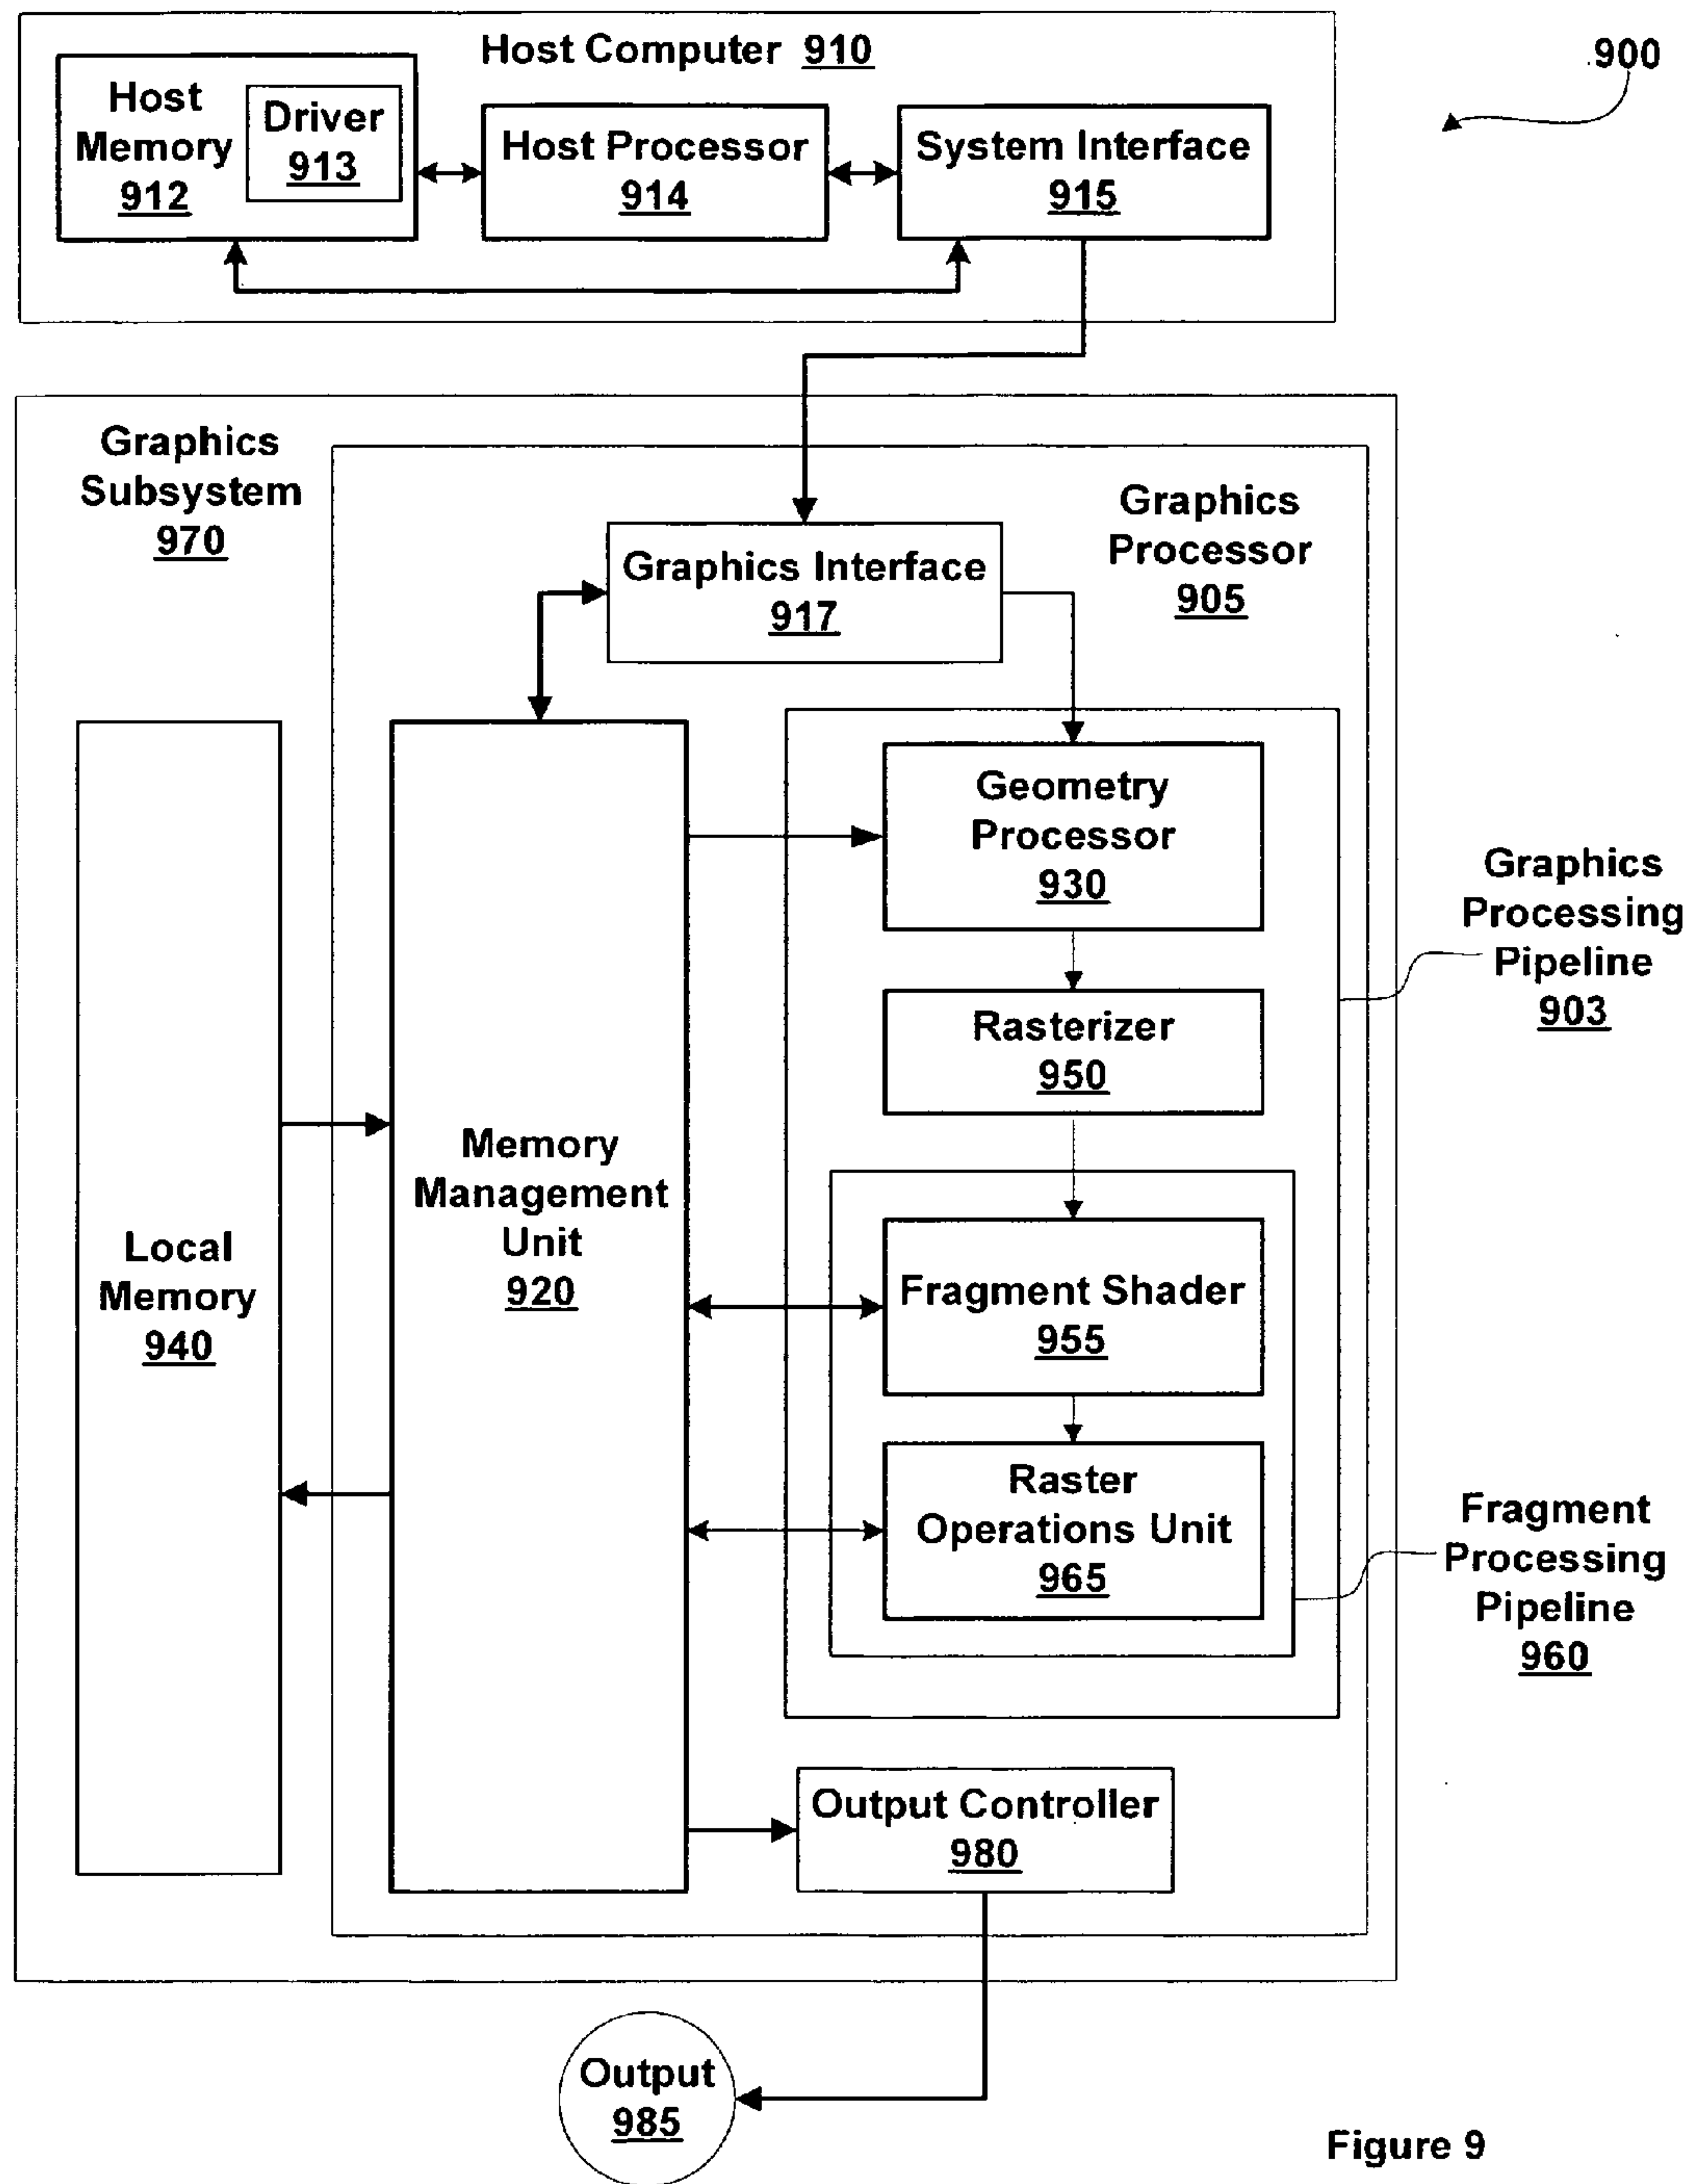 Host Computer 910
900
Host
Memory
912
Driver
913
Host Processor
914
System Interface
915
Graphics
Subsystem
970
Graphics
Processor
905
Graphics Interface
917
Geometry
Processor
930
Graphics
Processing
Pipeline
903
Rasterizer
950
Memory
Management
Unit
920
Local
Memory
940
Fragment Shader
955
Raster
Operations Unit
965
Fragment
Processing
Pipeline
960
Output Controller
980
Output
985
Figure 9